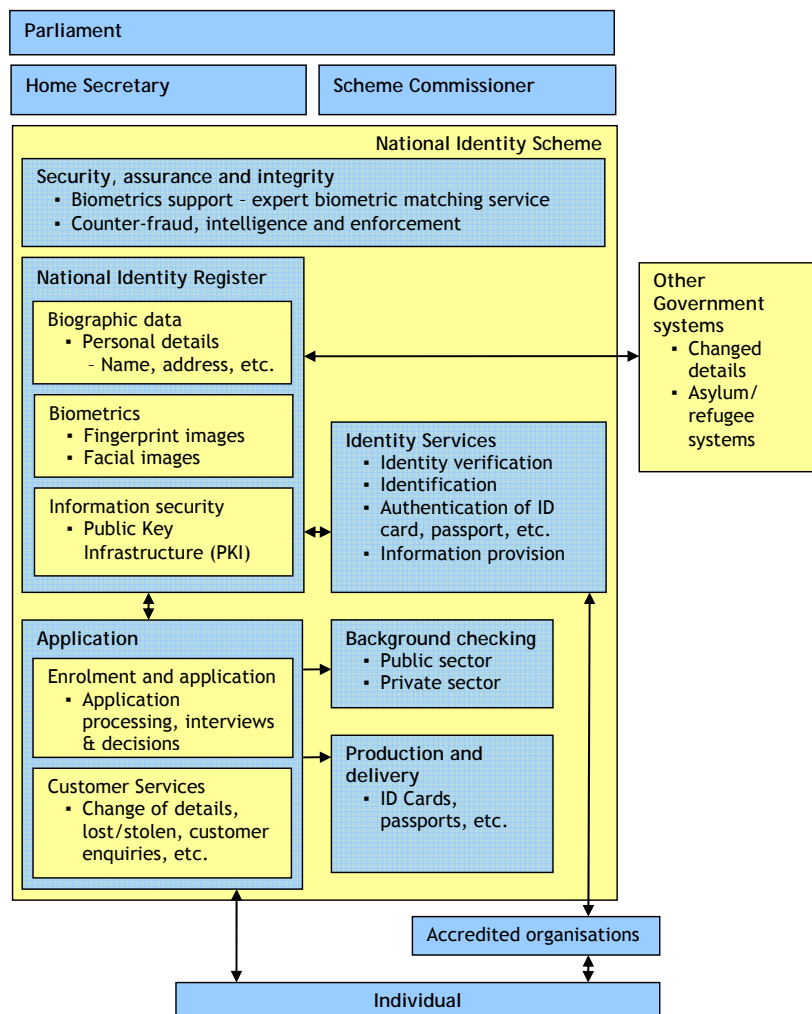 Parliament
Home Secretary
Scheme Commissioner
National Identity Scheme
Security, assurance and integrity
▪ Biometrics support – expert biometric matching service
▪ Counter-fraud, intelligence and enforcement
National Identity Register
Biographic data
▪ Personal details
– Name, address, etc.
Biometrics
▪ Fingerprint images
▪ Facial images
Information security
▪ Public Key
Infrastructure (PKI)
Other
Government
systems
▪ Changed
details
▪ Asylum/
refugee
systems
Identity Services
▪ Identity verification
▪ Identification
▪ Authentication of ID
card, passport, etc.
▪ Information provision
Application
Enrolment and application
▪ Application
processing, interviews
& decisions
Customer Services
▪ Change of details,
lost/stolen, customer
enquiries, etc.
Background checking
▪ Public sector
▪ Private sector
Production and
delivery
▪ ID Cards,
passports, etc.
Accredited organisations
Individual